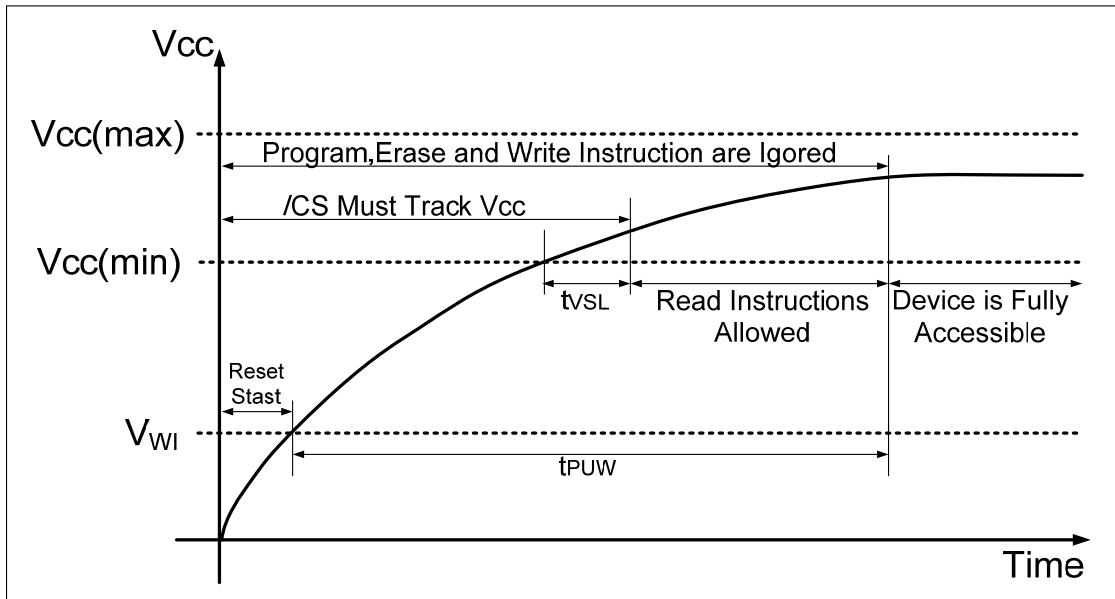 Vcc
Vcc(max)
Program,Erase and Write Instruction are Igored
/CS Must Track Vcc
Vcc(min)
tVSL
Read Instructions
Allowed
Device is Fully
Accessible
Reset
Stast
VWI
tPUW
Time